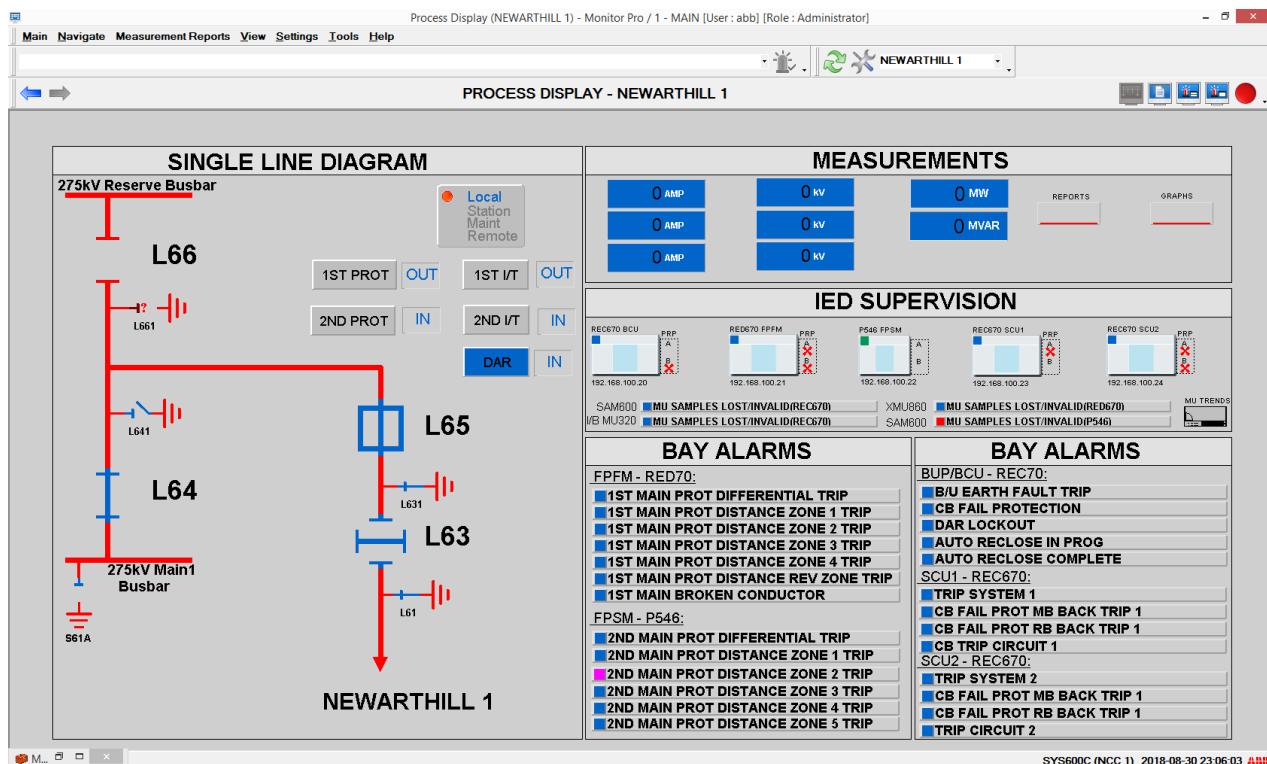 Process Display (NEWARTHILL 1) - Monitor Pro / 1 - MAIN [User : abb] [Role : Administrator]
Main Navigate Measurement Reports View Settings Tools Help
NEWARTHILL 1
PROCESS DISPLAY - NEWARTHILL 1
SINGLE LINE DIAGRAM
275kV Reserve Busbar
Local
Station
Maint
Remote
L66
1ST PROT OUT 1ST I/T OUT
?
L661
2ND PROT IN 2ND I/T IN
DAR IN
L641
L65
L64
L631
L63
275kV Main1
Busbar
L61
S61A
NEWARTHILL 1
MEASUREMENTS
0 AMP 0 kV 0 MW REPORTS GRAPHS
0 AMP 0 kV 0 MVAR
0 AMP 0 kV
IED SUPERVISION
REC670 BCU RED670 FPFM P546 FPSM REC670 SCU1 REC670 SCU2
PRP PRP PRP PRP
A A A A A
B B B B B
192.168.100.20 192.168.100.21 192.168.100.22 192.168.100.23 192.168.100.24
SAM600 MU SAMPLES LOST/INVALID(REC670) XMU860 MU SAMPLES LOST/INVALID(RED670) MU TRENDS
I/B MU320 MU SAMPLES LOST/INVALID(REC670) SAM600 MU SAMPLES LOST/INVALID(P546)
BAY ALARMS
FPFM - RED70:
1ST MAIN PROT DIFFERENTIAL TRIP
1ST MAIN PROT DISTANCE ZONE 1 TRIP
1ST MAIN PROT DISTANCE ZONE 2 TRIP
1ST MAIN PROT DISTANCE ZONE 3 TRIP
1ST MAIN PROT DISTANCE ZONE 4 TRIP
1ST MAIN PROT DISTANCE REV ZONE TRIP
1ST MAIN BROKEN CONDUCTOR
FPSM - P546:
2ND MAIN PROT DIFFERENTIAL TRIP
2ND MAIN PROT DISTANCE ZONE 1 TRIP
2ND MAIN PROT DISTANCE ZONE 2 TRIP
2ND MAIN PROT DISTANCE ZONE 3 TRIP
2ND MAIN PROT DISTANCE ZONE 4 TRIP
2ND MAIN PROT DISTANCE ZONE 5 TRIP
BAY ALARMS
BUP/BCU - REC70:
B/U EARTH FAULT TRIP
CB FAIL PROTECTION
DAR LOCKOUT
AUTO RECLOSE IN PROG
AUTO RECLOSE COMPLETE
SCU1 - REC670:
TRIP SYSTEM 1
CB FAIL PROT MB BACK TRIP 1
CB FAIL PROT RB BACK TRIP 1
CB TRIP CIRCUIT 1
SCU2 - REC670:
TRIP SYSTEM 2
CB FAIL PROT MB BACK TRIP 1
CB FAIL PROT RB BACK TRIP 1
TRIP CIRCUIT 2
M...
SYS600C (NCC 1) 2018-08-30 23:06:03 ABB